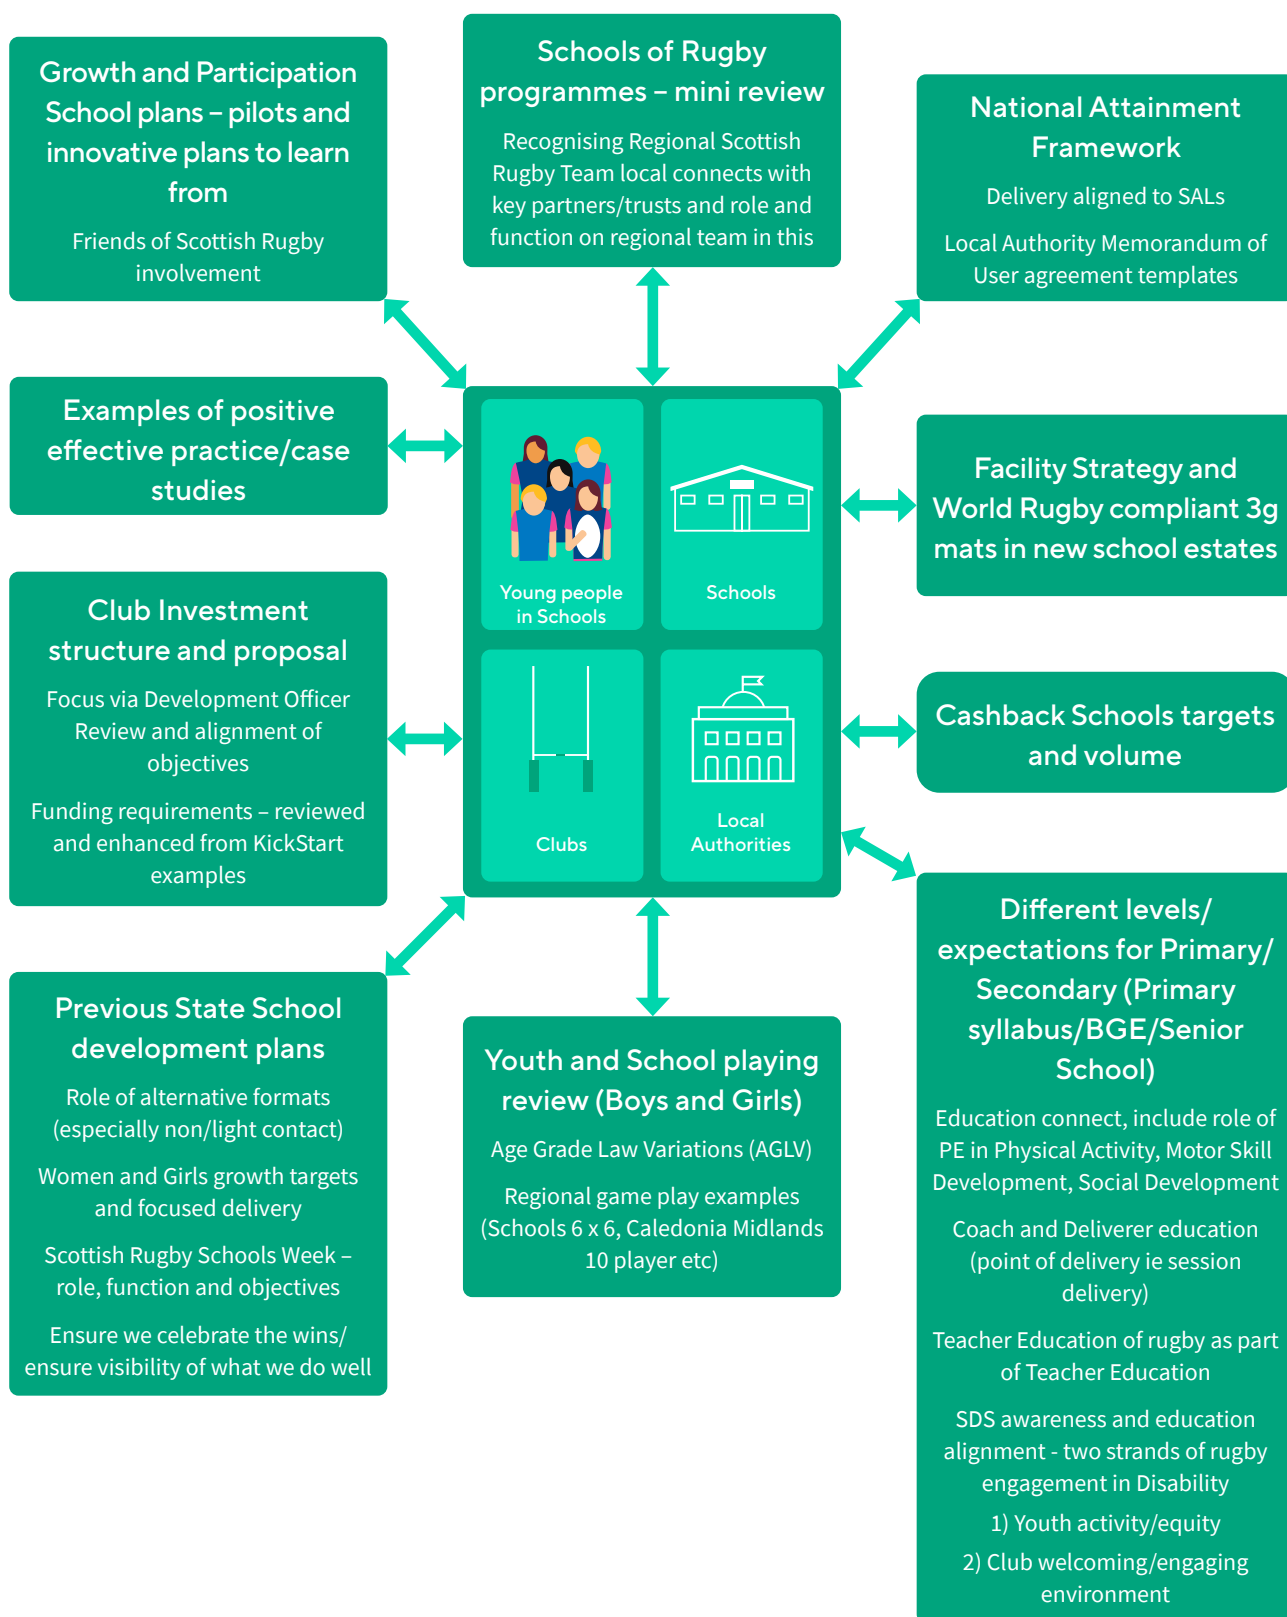 Growth and Participation
School plans – pilots and
innovative plans to learn
from
Friends of Scottish Rugby
involvement
Schools of Rugby
programmes – mini review
Recognising Regional Scottish
Rugby Team local connects with
key partners/trusts and role and
function on regional team in this
National Attainment
Framework
Delivery aligned to SALs
Local Authority Memorandum of
User agreement templates
Examples of positive
effective practice/case
studies
Young people
in Schools
Schools
Clubs
Local
Authorities
Facility Strategy and
World Rugby compliant 3g
mats in new school estates
Club Investment
structure and proposal
Focus via Development Officer
Review and alignment of
objectives
Funding requirements – reviewed
and enhanced from KickStart
examples
Cashback Schools targets
and volume
Previous State School
development plans
Role of alternative formats
(especially non/light contact)
Women and Girls growth targets
and focused delivery
Scottish Rugby Schools Week –
role, function and objectives
Ensure we celebrate the wins/
ensure visibility of what we do well
Youth and School playing
review (Boys and Girls)
Age Grade Law Variations (AGLV)
Regional game play examples
(Schools 6 x 6, Caledonia Midlands
10 player etc)
Different levels/
expectations for Primary/
Secondary (Primary
syllabus/BGE/Senior
School)
Education connect, include role of
PE in Physical Activity, Motor Skill
Development, Social Development
Coach and Deliverer education
(point of delivery ie session
delivery)
Teacher Education of rugby as part
of Teacher Education
SDS awareness and education
alignment - two strands of rugby
engagement in Disability
1) Youth activity/equity
2) Club welcoming/engaging
environment